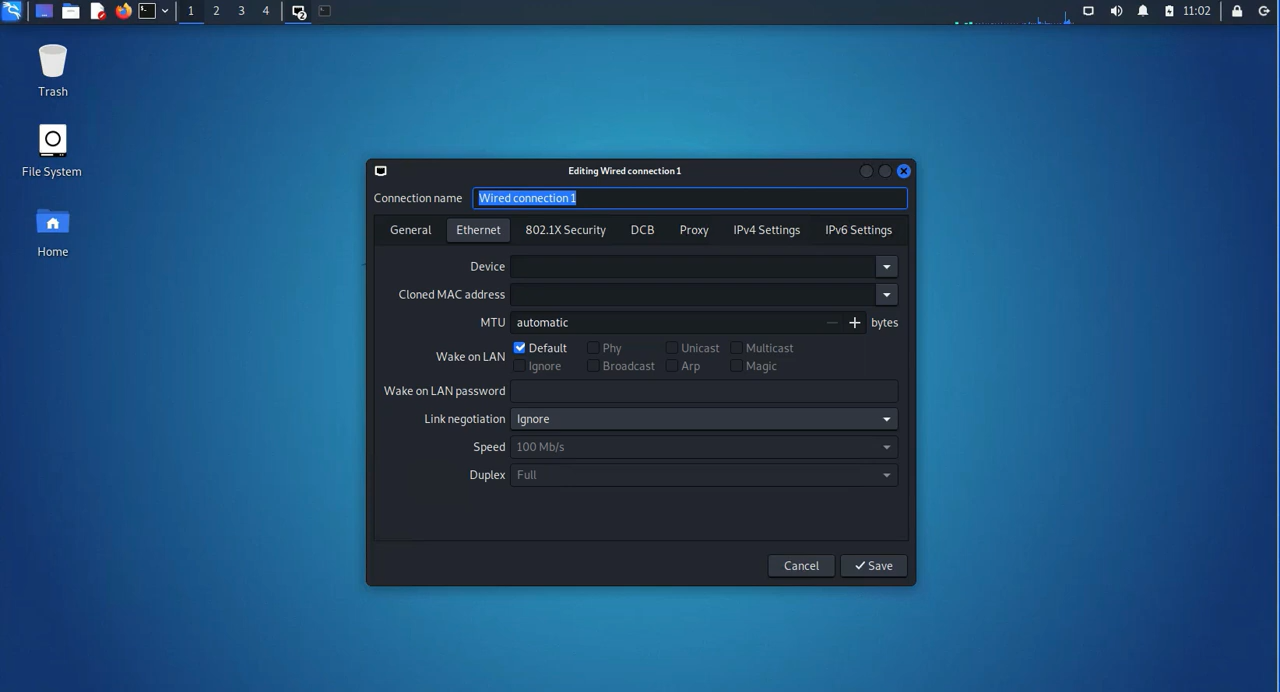 1 2 3 4 2 11:02
Trash
File System
Home
Editing Wired connection 1
Connection name Wired connection 1
General Ethernet 802.1X Security DCB Proxy IPv4 Settings IPv6 Settings
Device
Cloned MAC address
MTU automatic bytes
Wake on LAN
Default Phy Unicast Multicast
Ignore Broadcast Arp Magic
Wake on LAN password
Link negotiation Ignore
Speed 100 Mb/s
Duplex Full
Cancel Save